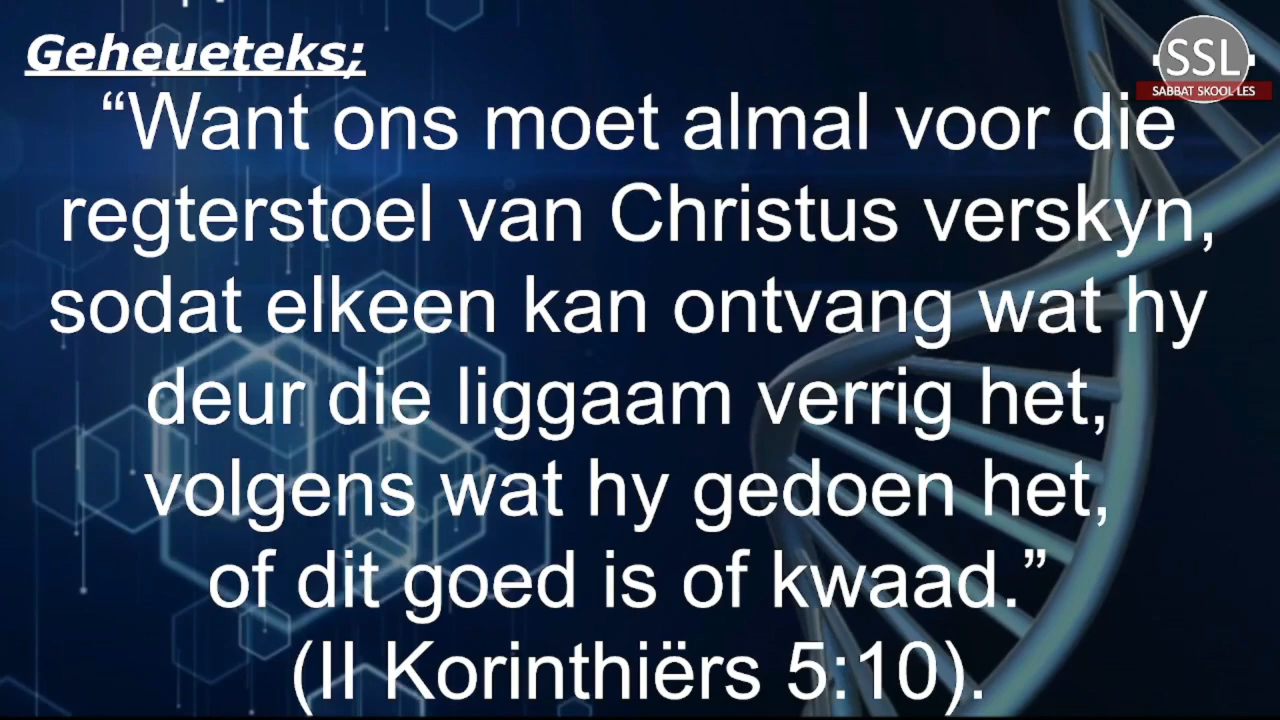 Geheueteks;
SSL
SABBAT SKOOL LES
“Want ons moet almal voor die
regterstoel van Christus verskyn,
sodat elkeen kan ontvang wat hy
deur die liggaam verrig het,
volgens wat hy gedoen het,
of dit goed is of kwaad.”
(II Korinthiërs 5:10).